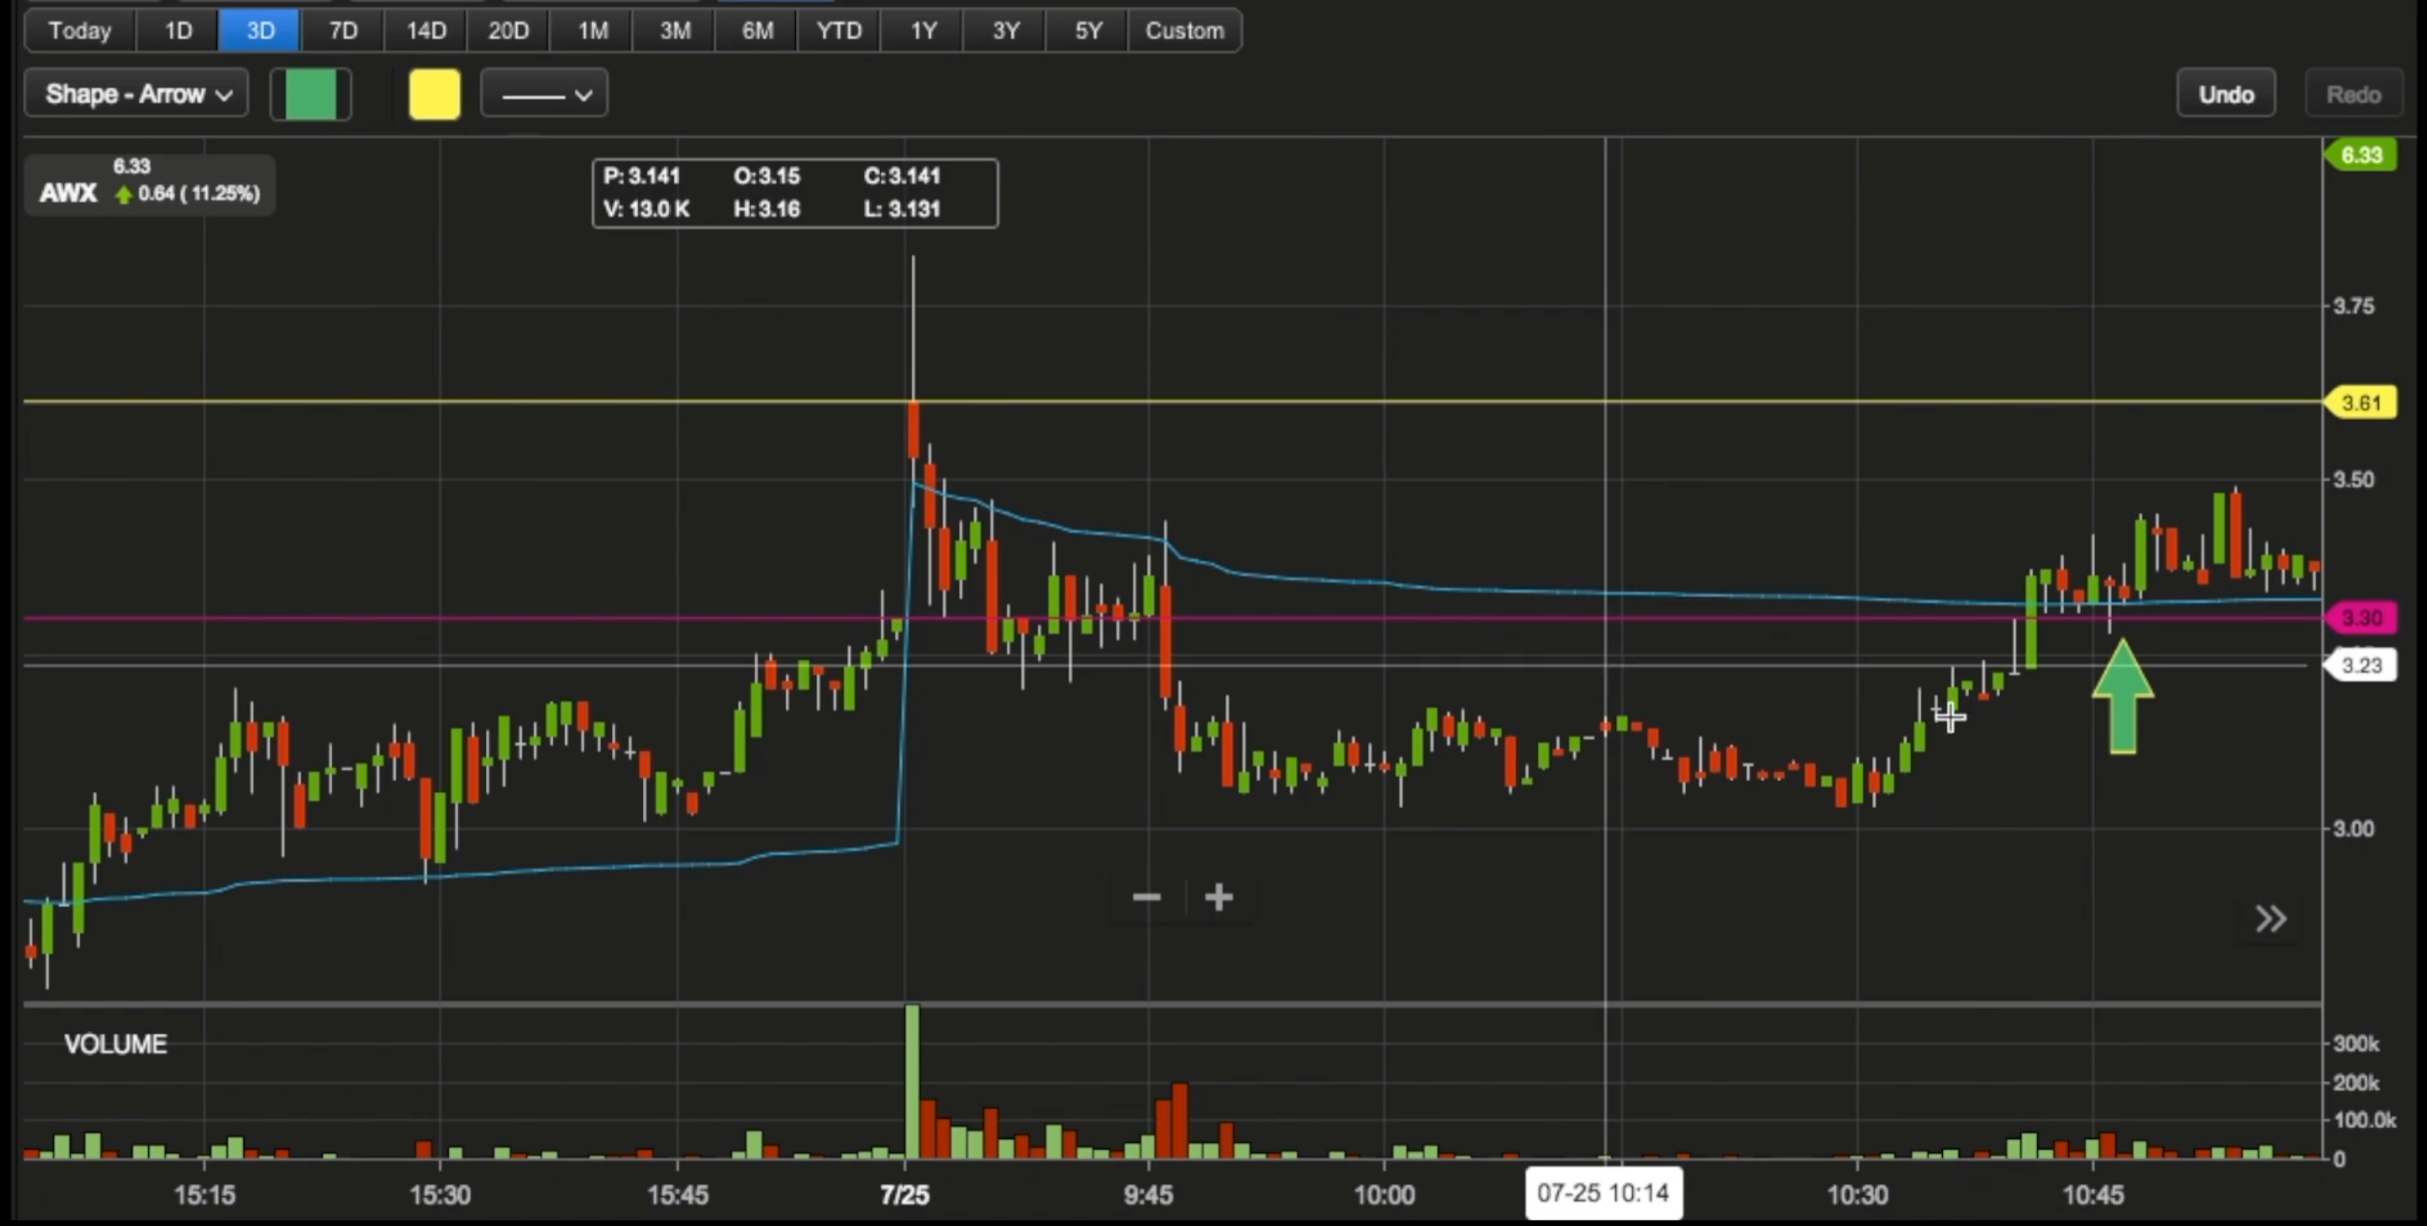 Today 1D 3D 7D 14D 20D 1M 3M 6M YTD 1Y 3Y 5Y Custom
Shape - Arrow Undo Redo
6.33
AWX 0.64 ( 11.25%)
P: 3.141 O:3.15 C:3.141
V: 13.0 K H:3.16 L: 3.131
6.33
3.75
3.61
3.50
3.30
3.23
3.00
VOLUME
300k
200k
100.0k
0
15:15 15:30 15:45 7/25 9:45 10:00 07-25 10:14 10:30 10:45